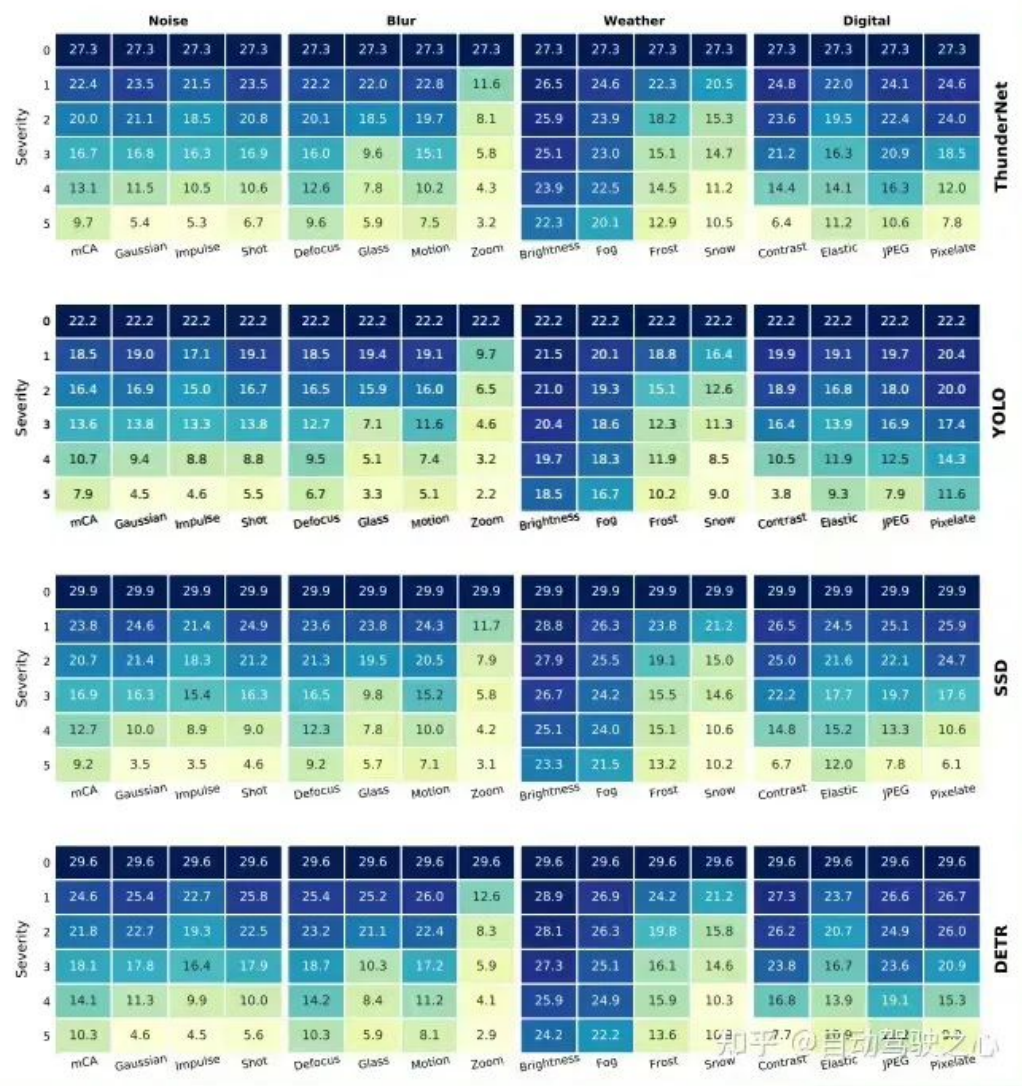 Noise Blur Weather Digital
0 27.3 27.3 27.3 27.3 27.3 27.3 27.3 27.3 27.3 27.3 27.3 27.3 27.3 27.3 27.3 27.3
1 22.4 23.5 21.5 23.5 22.2 22.0 22.8 11.6 26.5 24.6 22.3 20.5 24.8 22.0 24.1 24.6
2 20.0 21.1 18.5 20.8 20.1 18.5 19.7 8.1 25.9 23.9 18.2 15.3 23.6 19.5 22.4 24.0
3 16.7 16.8 16.3 16.9 16.0 9.6 15.1 5.8 25.1 23.0 15.1 14.7 21.2 16.3 20.9 18.5
4 13.1 11.5 10.5 10.6 12.6 7.8 10.2 4.3 23.9 22.5 14.5 11.2 14.4 14.1 16.3 12.0
5 9.7 5.4 5.3 6.7 9.6 5.9 7.5 3.2 22.3 20.1 12.9 10.5 6.4 11.2 10.6 7.8
Severity
ThunderNet
mCA Gaussian Impulse Shot Defocus Glass Motion Zoom Brightness Fog Frost Snow Contrast Elastic JPEG Pixelate
0 22.2 22.2 22.2 22.2 22.2 22.2 22.2 22.2 22.2 22.2 22.2 22.2 22.2 22.2 22.2 22.2
1 18.5 19.0 17.1 19.1 18.5 19.4 19.1 9.7 21.5 20.1 18.8 16.4 19.9 19.1 19.7 20.4
2 16.4 16.9 15.0 16.7 16.5 15.9 16.0 6.5 21.0 19.3 15.1 12.6 18.9 16.8 18.0 20.0
3 13.6 13.8 13.3 13.8 12.7 7.1 11.6 4.6 20.4 18.6 12.3 11.3 16.4 13.9 16.9 17.4
4 10.7 9.4 8.8 8.8 9.5 5.1 7.4 3.2 19.7 18.3 11.9 8.5 10.5 11.9 12.5 14.3
5 7.9 4.5 4.6 5.5 6.7 3.3 5.1 2.2 18.5 16.7 10.2 9.0 3.8 9.3 7.9 11.6
Severity
YOLO
mCA Gaussian Impulse Shot Defocus Glass Motion Zoom Brightness Fog Frost Snow Contrast Elastic JPEG Pixelate
0 29.9 29.9 29.9 29.9 29.9 29.9 29.9 29.9 29.9 29.9 29.9 29.9 29.9 29.9 29.9 29.9
1 23.8 24.6 21.4 24.9 23.6 23.8 24.3 11.7 28.8 26.3 23.8 21.2 26.5 24.5 25.1 25.9
2 20.7 21.4 18.3 21.2 21.3 19.5 20.5 7.9 27.9 25.5 19.1 15.0 25.0 21.6 22.1 24.7
3 16.9 16.3 15.4 16.3 16.5 9.8 15.2 5.8 26.7 24.2 15.5 14.6 22.2 17.7 19.7 17.6
4 12.7 10.0 8.9 9.0 12.3 7.8 10.0 4.2 25.1 24.0 15.1 10.6 14.8 15.2 13.3 10.6
5 9.2 3.5 3.5 4.6 9.2 5.7 7.1 3.1 23.3 21.5 13.2 10.2 6.7 12.0 7.8 6.1
Severity
SSD
mCA Gaussian Impulse Shot Defocus Glass Motion Zoom Brightness Fog Frost Snow Contrast Elastic JPEG Pixelate
0 29.6 29.6 29.6 29.6 29.6 29.6 29.6 29.6 29.6 29.6 29.6 29.6 29.6 29.6 29.6 29.6
1 24.6 25.4 22.7 25.8 25.4 25.2 26.0 12.6 28.9 26.9 24.2 21.2 27.3 23.7 26.6 26.7
2 21.8 22.7 19.3 22.5 23.2 21.1 22.4 8.3 28.1 26.3 19.8 15.8 26.2 20.7 24.9 26.0
3 18.1 17.8 16.4 17.9 18.7 10.3 17.2 5.9 27.3 25.1 16.1 14.6 23.8 16.7 23.6 20.9
4 14.1 11.3 9.9 10.0 14.2 8.4 11.2 4.1 25.9 24.9 15.9 10.3 16.8 13.9 19.1 15.3
5 10.3 4.6 4.5 5.6 10.3 5.9 8.1 2.9 24.2 22.2 13.6 7.7
Severity
DETR
mCA Gaussian Impulse Shot Defocus Glass Motion Zoom Brightness Fog Frost Snow Contrast Elastic JPEG Pixelate
知乎 @自动驾驶之心